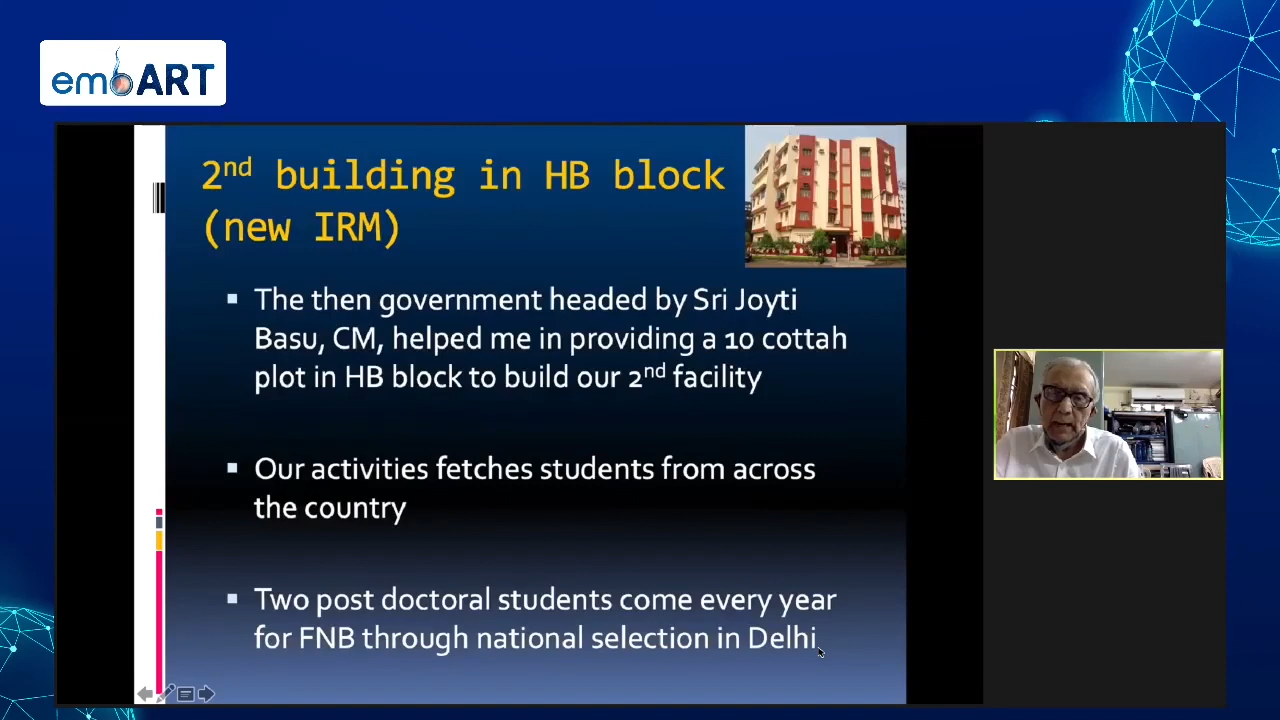 embART
2nd building in HB block
(new IRM)
▪ The then government headed by Sri Joyti
Basu, CM, helped me in providing a 10 cottah
plot in HB block to build our 2nd facility
▪ Our activities fetches students from across
the country
▪ Two post doctoral students come every year
for FNB through national selection in Delhi.